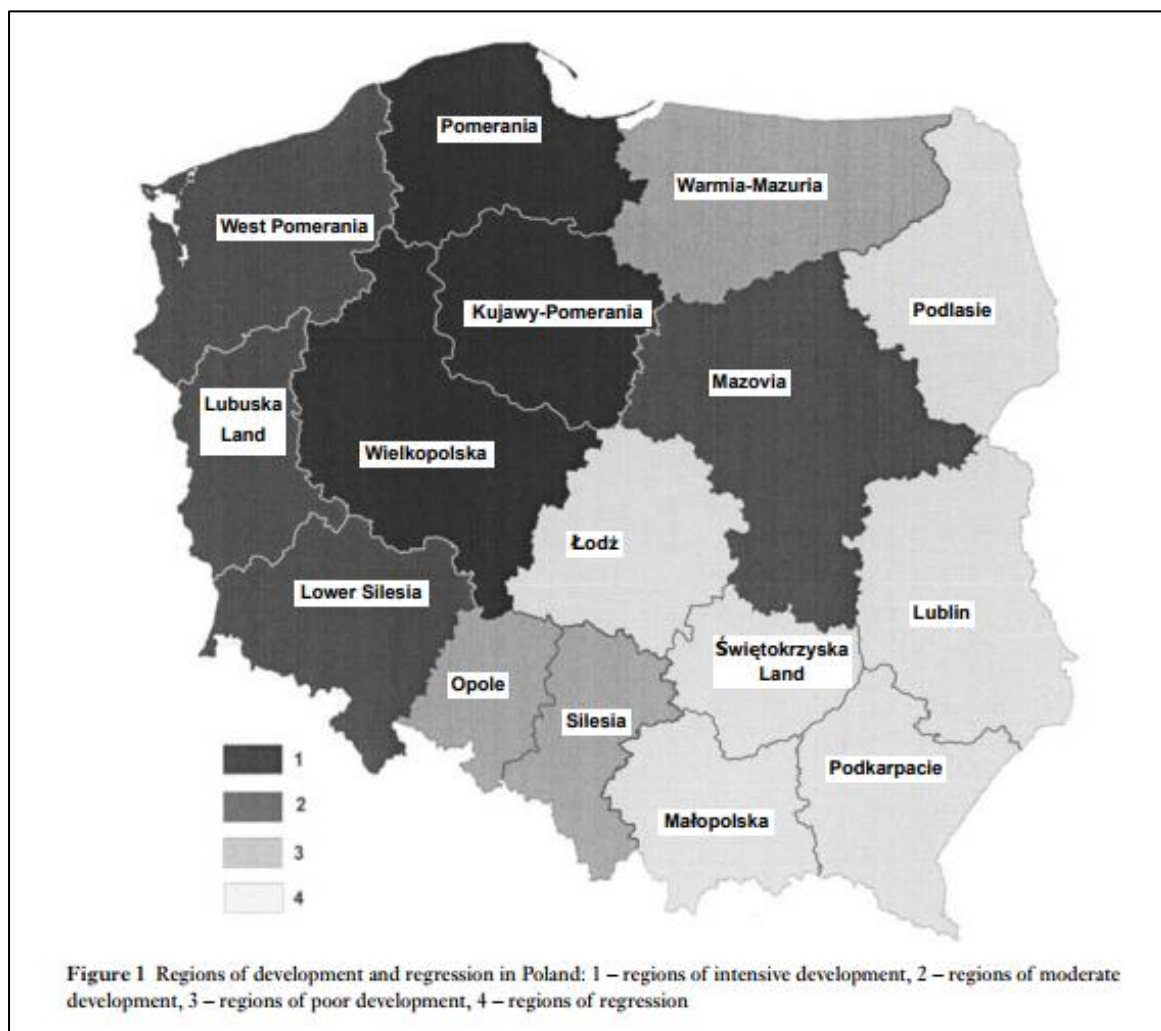 Pomerania
Warmia-Mazuria
West Pomerania
Kujawy-Pomerania
Podlasie
Mazovia
Lubuska
Land
Wielkopolska
Łodź
Lower Silesia
Lublin
Świętokrzyska
Land
Opole
Silesia
Podkarpacie
Małopolska
1
2
3
4
Figure 1 Regions of development and regression in Poland: 1 – regions of intensive development, 2 – regions of moderate
development, 3 – regions of poor development, 4 – regions of regression